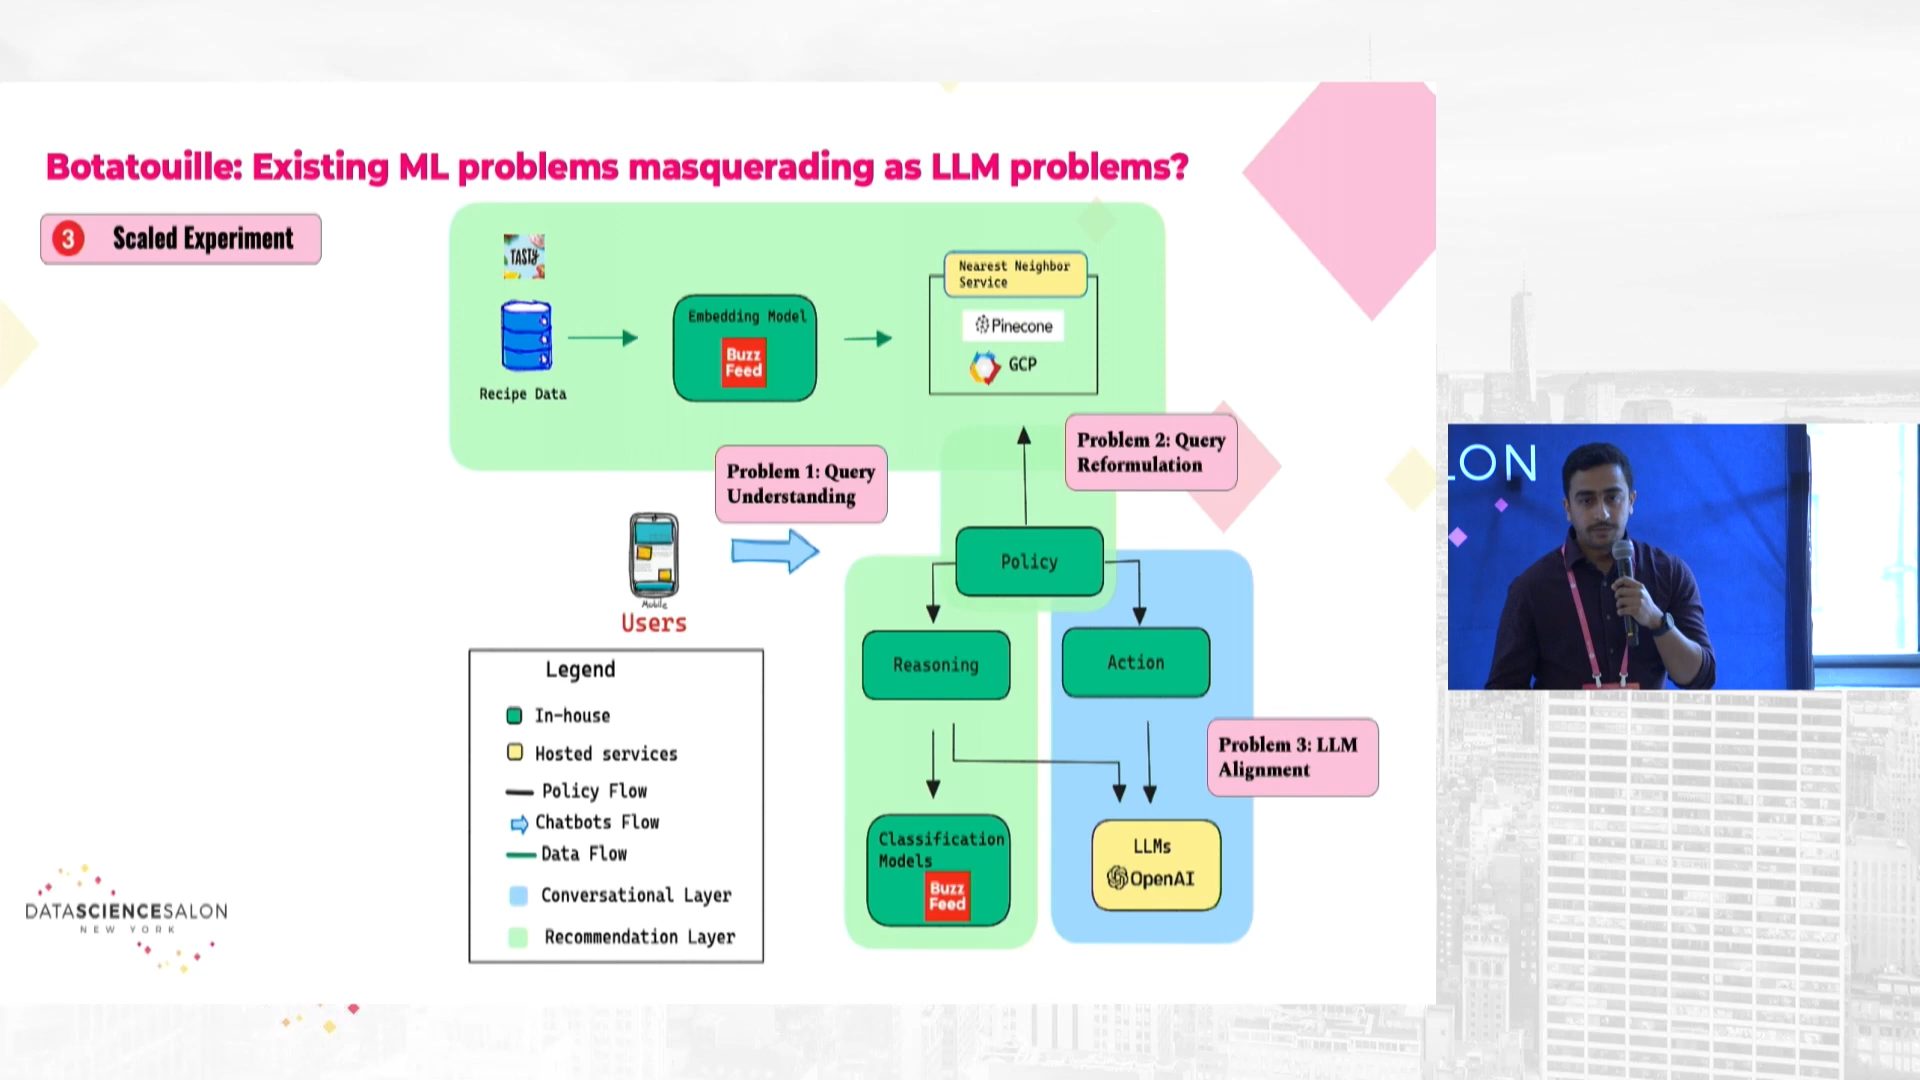 Botatouille: Existing ML problems masquerading as LLM problems?
3 Scaled Experiment
TASTY
Recipe Data
Embedding Model
Buzz
Feed
Nearest Neighbor
Service
Pinecone
GCP
Problem 1: Query
Understanding
Problem 2: Query
Reformulation
Mobile
Users
Policy
Reasoning
Action
Problem 3: LLM
Alignment
Classification
Models
Buzz
Feed
LLMs
OpenAI
Legend
In-house
Hosted services
Policy Flow
Chatbots Flow
Data Flow
Conversational Layer
Recommendation Layer
DATASCIENCESALON
NEW YORK
LON